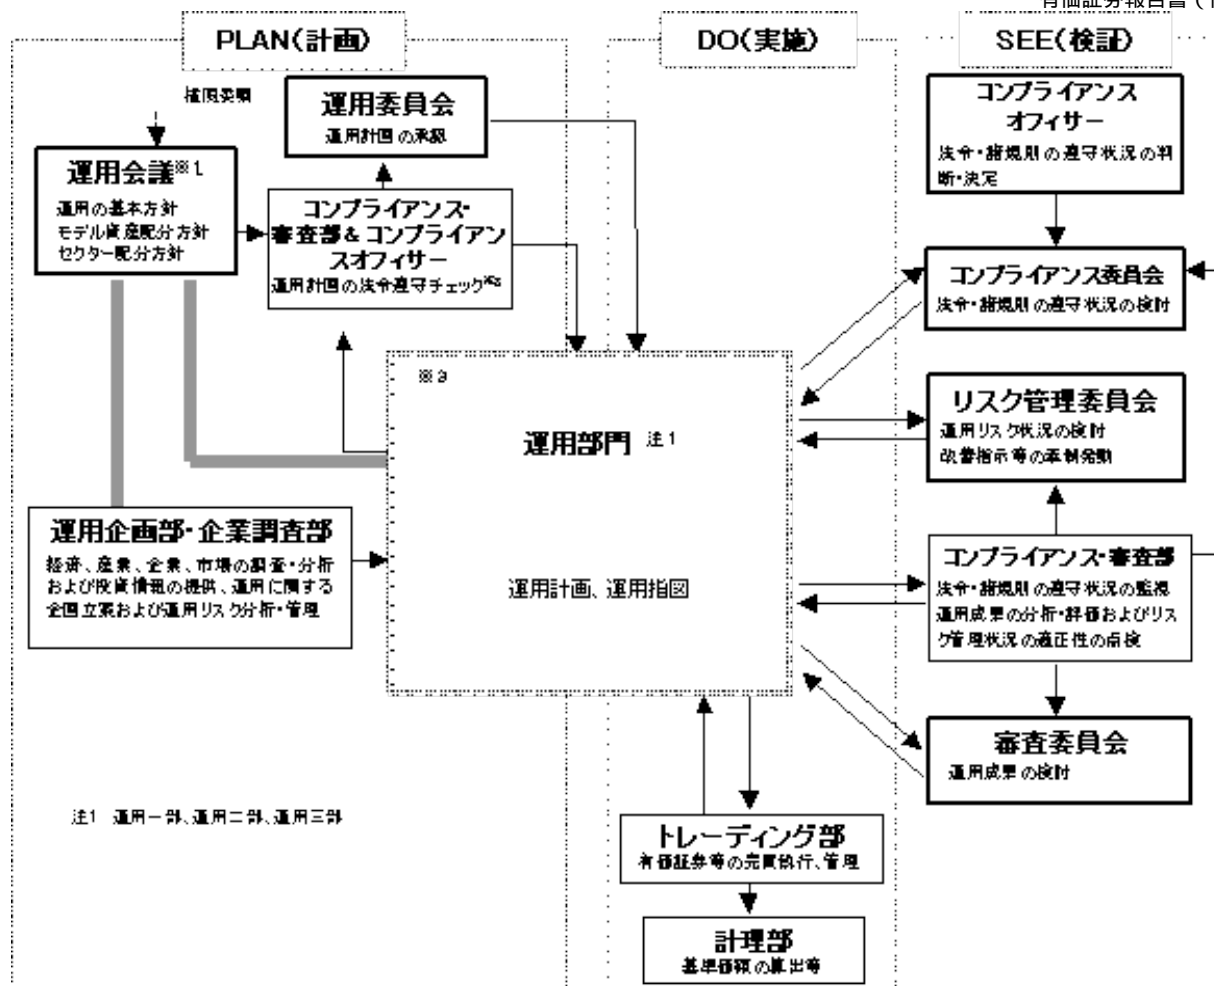 有価証券報告書（
PLAN(計画)
DO(実施)
SEE(検証)
権限委嘱
運用委員会
運用計画の承認
運用会議※1
運用の基本方針
モデル資産配分方針
セクター配分方針
コンプライアンス・
審査部＆コンプライアン
スオフィサー
運用計画の法令遵守チェック※2
コンプライアンス
オフィサー
法令・諸規則の遵守状況の判
断・決定
コンプライアンス委員会
法令・諸規則の遵守状況の検討
※3
運用部門 注1
運用計画、運用指図
リスク管理委員会
運用リスク状況の検討
改善指示等の牽制発動
運用企画部・企業調査部
経済、産業、企業、市場の調査・分析
および投資情報の提供、運用に関する
企画立案および運用リスク分析・管理
コンプライアンス・審査部
法令・諸規則の遵守状況の監視
運用成果の分析・評価およびリス
ク管理状況の適正性の点検
審査委員会
運用成果の検討
注1 運用一部、運用二部、運用三部
トレーディング部
有価証券等の売買執行、管理
計理部
基準価額の算出等